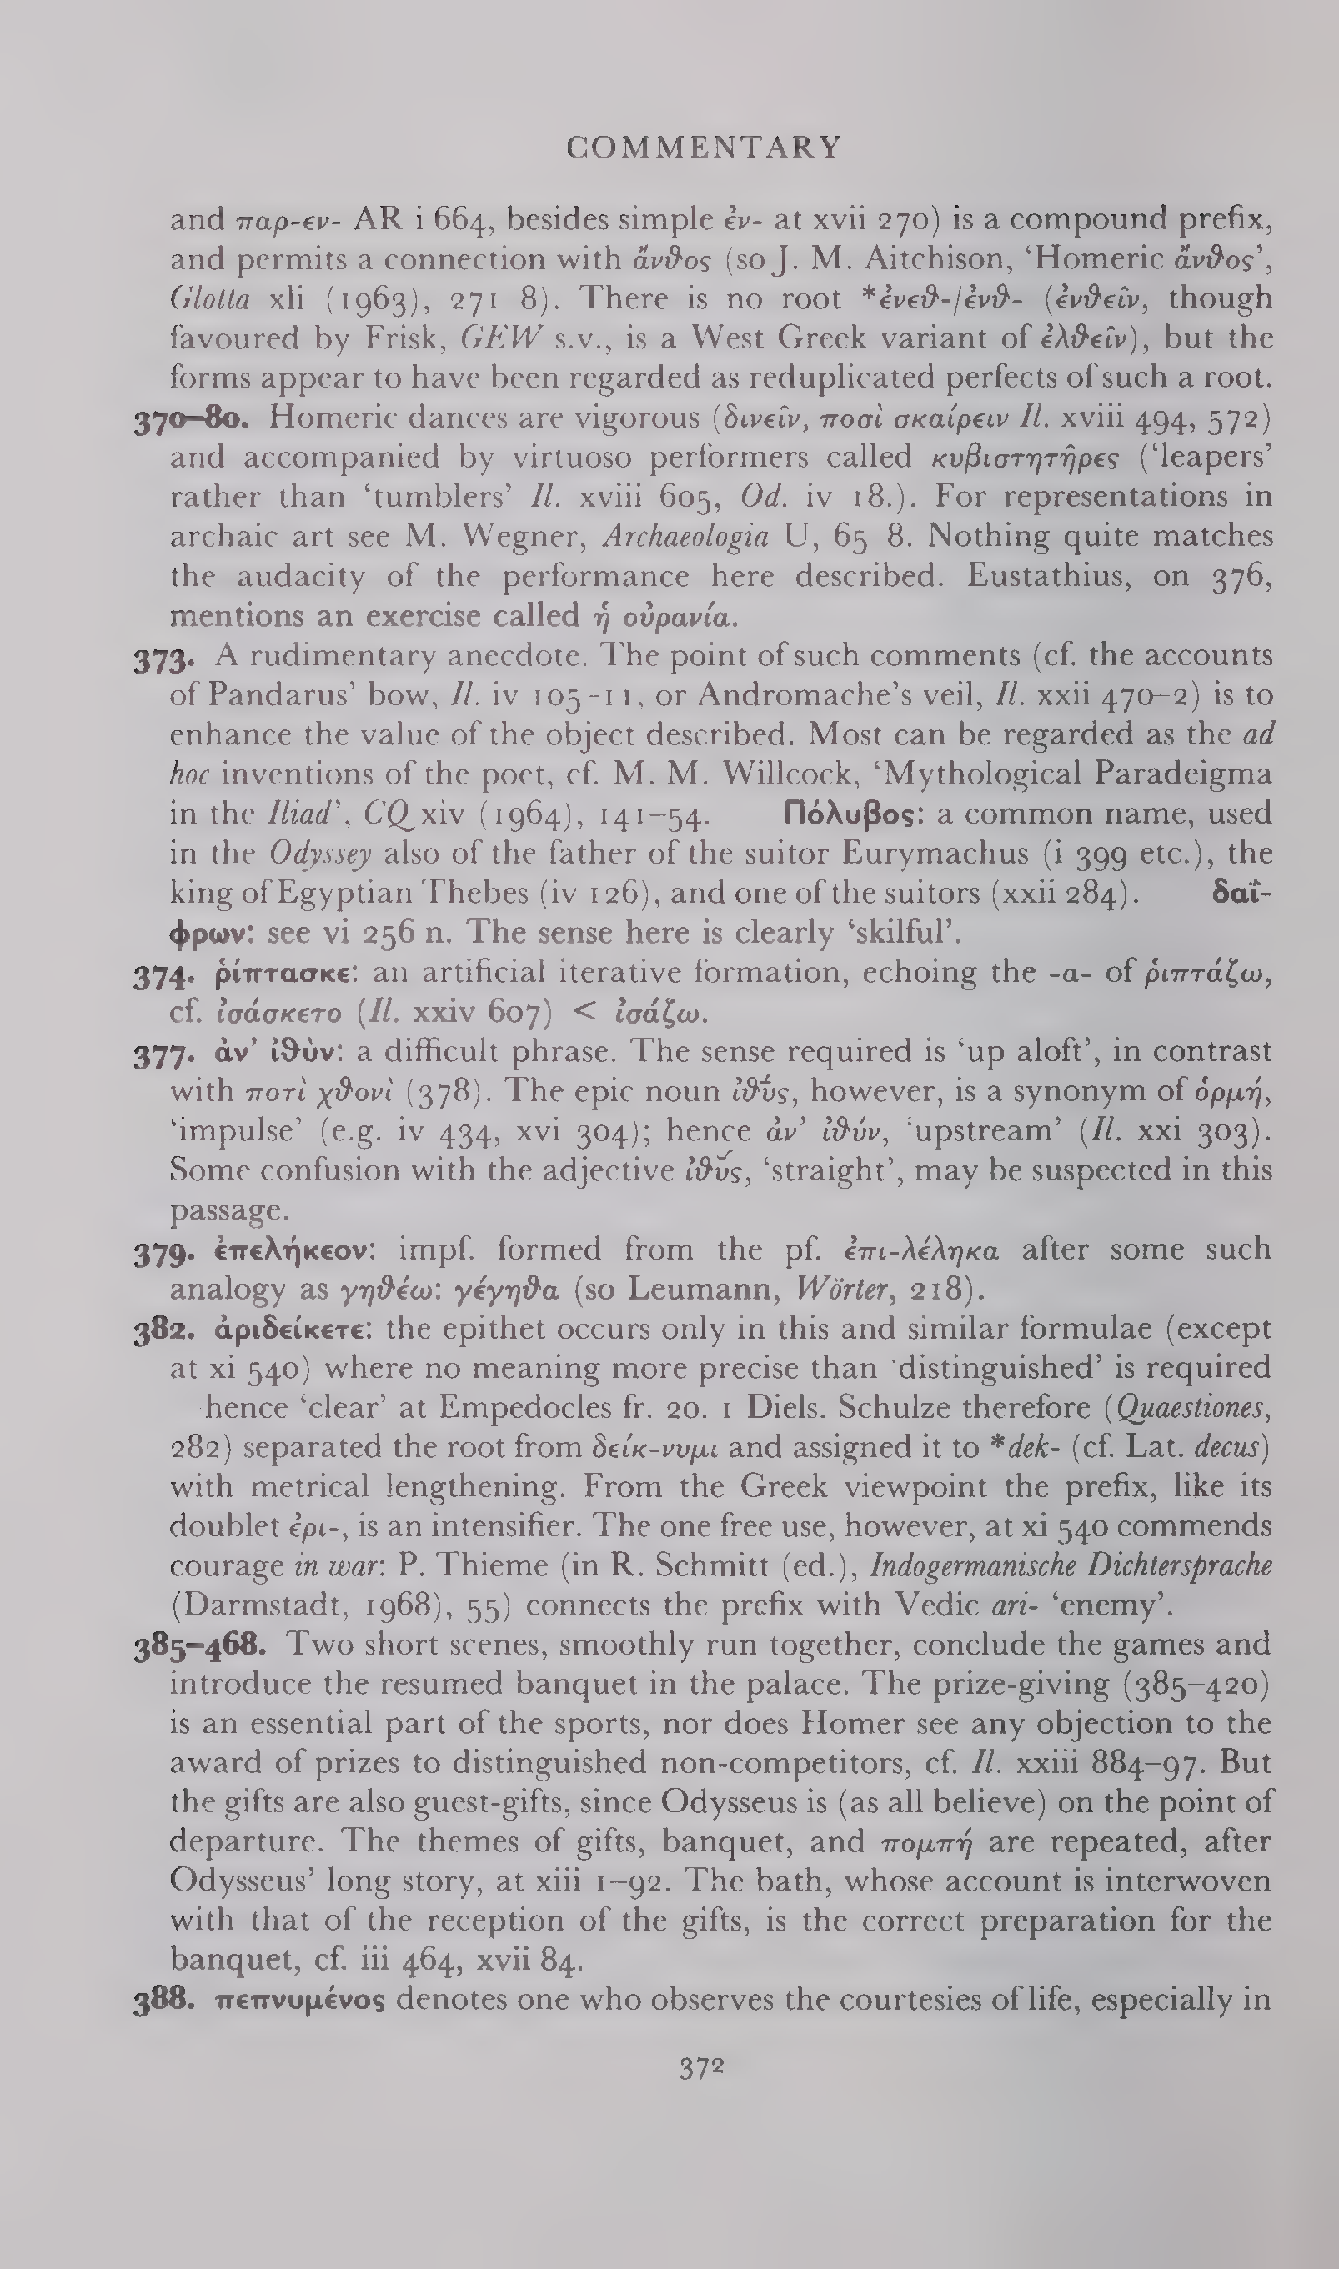 COMMENTARY
and παρ-εν- AR i 664, besides simple ἐν- at xvii 270) is a compound prefix,
and permits a connection with ἄνϑος (so J. M. Aitchison, ‘Homeric ἄνϑος’,
Glotta xli (1963), 271 8). There is no root *ἐνεϑ-/ἐνϑ- (ἐνϑεῖν, though
favoured by Frisk, GEW s.v., is a West Greek variant of ἐλϑεῖν), but the
forms appear to have been regarded as reduplicated perfects of such a root.
370–80. Homeric dances are vigorous (δινεῖν, ποσὶ σκαίρειν Il. xviii 494, 572)
and accompanied by virtuoso performers called κυβιστητῆρες (‘leapers’
rather than ‘tumblers’ Il. xviii 605, Od. iv 18.). For representations in
archaic art see M. Wegner, Archaeologia U, 65 8. Nothing quite matches
the audacity of the performance here described. Eustathius, on 376,
mentions an exercise called ἡ οὐρανία.
373. A rudimentary anecdote. The point of such comments (cf. the accounts
of Pandarus’ bow, Il. iv 105-11, or Andromache’s veil, Il. xxii 470–2) is to
enhance the value of the object described. Most can be regarded as the ad
hoc inventions of the poet, cf. M. M. Willcock, ‘Mythological Paradeigma
in the Iliad’, CQ xiv (1964), 141–54. Πόλυβος: a common name, used
in the Odyssey also of the father of the suitor Eurymachus (i 399 etc.), the
king of Egyptian Thebes (iv 126), and one of the suitors (xxii 284). δαΐ-
φρων: see vi 256 n. The sense here is clearly ‘skilful’.
374. ῥίπτασκε: an artificial iterative formation, echoing the -α- of ῥιπτάζω,
cf. ἰσάσκετο (Il. xxiv 607) < ἰσάζω.
377. ἀν’ ἰϑὺν: a difficult phrase. The sense required is ‘up aloft’, in contrast
with ποτὶ χϑονὶ (378). The epic noun ἰϑύς, however, is a synonym of ὁρμή,
‘impulse’ (e.g. iv 434, xvi 304); hence ἀν’ ἰϑύν, ‘upstream’ (Il. xxi 303).
Some confusion with the adjective ἰϑύς, ‘straight’, may be suspected in this
passage.
379. ἐπελήκεον: impf. formed from the pf. ἐπι-λέληκα after some such
analogy as γηϑέω: γέγηϑα (so Leumann, Wörter, 218).
382. ἀριδείκετε: the epithet occurs only in this and similar formulae (except
at xi 540) where no meaning more precise than ‘distinguished’ is required
hence ‘clear’ at Empedocles fr. 20. 1 Diels. Schulze therefore (Quaestiones,
282) separated the root from δείκ-νυμι and assigned it to *dek- (cf. Lat. decus)
with metrical lengthening. From the Greek viewpoint the prefix, like its
doublet ἐρι-, is an intensifier. The one free use, however, at xi 540 commends
courage in war: P. Thieme (in R. Schmitt (ed.), Indogermanische Dichtersprache
(Darmstadt, 1968), 55) connects the prefix with Vedic ari- ‘enemy’.
385–468. Two short scenes, smoothly run together, conclude the games and
introduce the resumed banquet in the palace. The prize-giving (385–420)
is an essential part of the sports, nor does Homer see any objection to the
award of prizes to distinguished non-competitors, cf. Il. xxiii 884–97. But
the gifts are also guest-gifts, since Odysseus is (as all believe) on the point of
departure. The themes of gifts, banquet, and πομπή are repeated, after
Odysseus’ long story, at xiii 1–92. The bath, whose account is interwoven
with that of the reception of the gifts, is the correct preparation for the
banquet, cf. iii 464, xvii 84.
388. πεπνυμένος denotes one who observes the courtesies of life, especially in
372